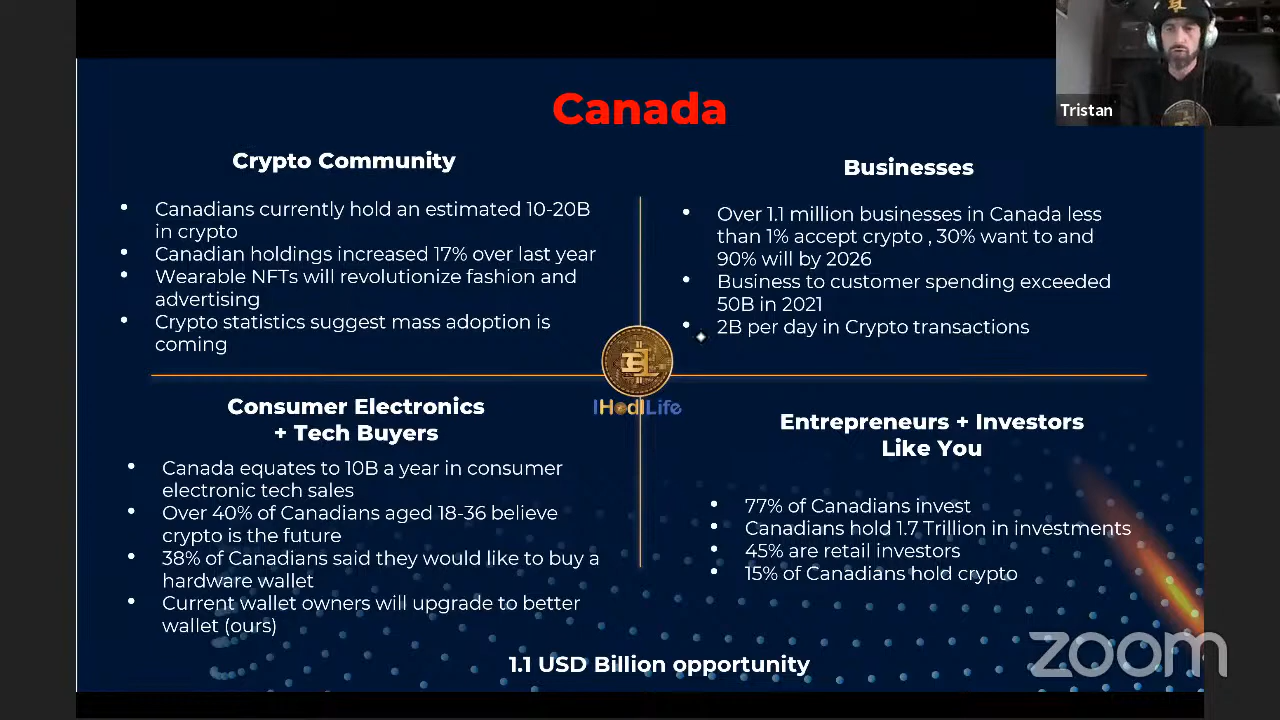 Canada
Tristan
Crypto Community
Canadians currently hold an estimated 10-20B
in crypto
Canadian holdings increased 17% over last year
Wearable NFTs will revolutionize fashion and
advertising
Crypto statistics suggest mass adoption is
coming
Businesses
Over 1.1 million businesses in Canada less
than 1% accept crypto , 30% want to and
90% will by 2026
Business to customer spending exceeded
50B in 2021
2B per day in Crypto transactions
IHodlLife
Consumer Electronics
+ Tech Buyers
Canada equates to 10B a year in consumer
electronic tech sales
Over 40% of Canadians aged 18-36 believe
crypto is the future
38% of Canadians said they would like to buy a
hardware wallet
Current wallet owners will upgrade to better
wallet (ours)
Entrepreneurs + Investors
Like You
77% of Canadians invest
Canadians hold 1.7 Trillion in investments
45% are retail investors
15% of Canadians hold crypto
1.1 USD Billion opportunity
zoom